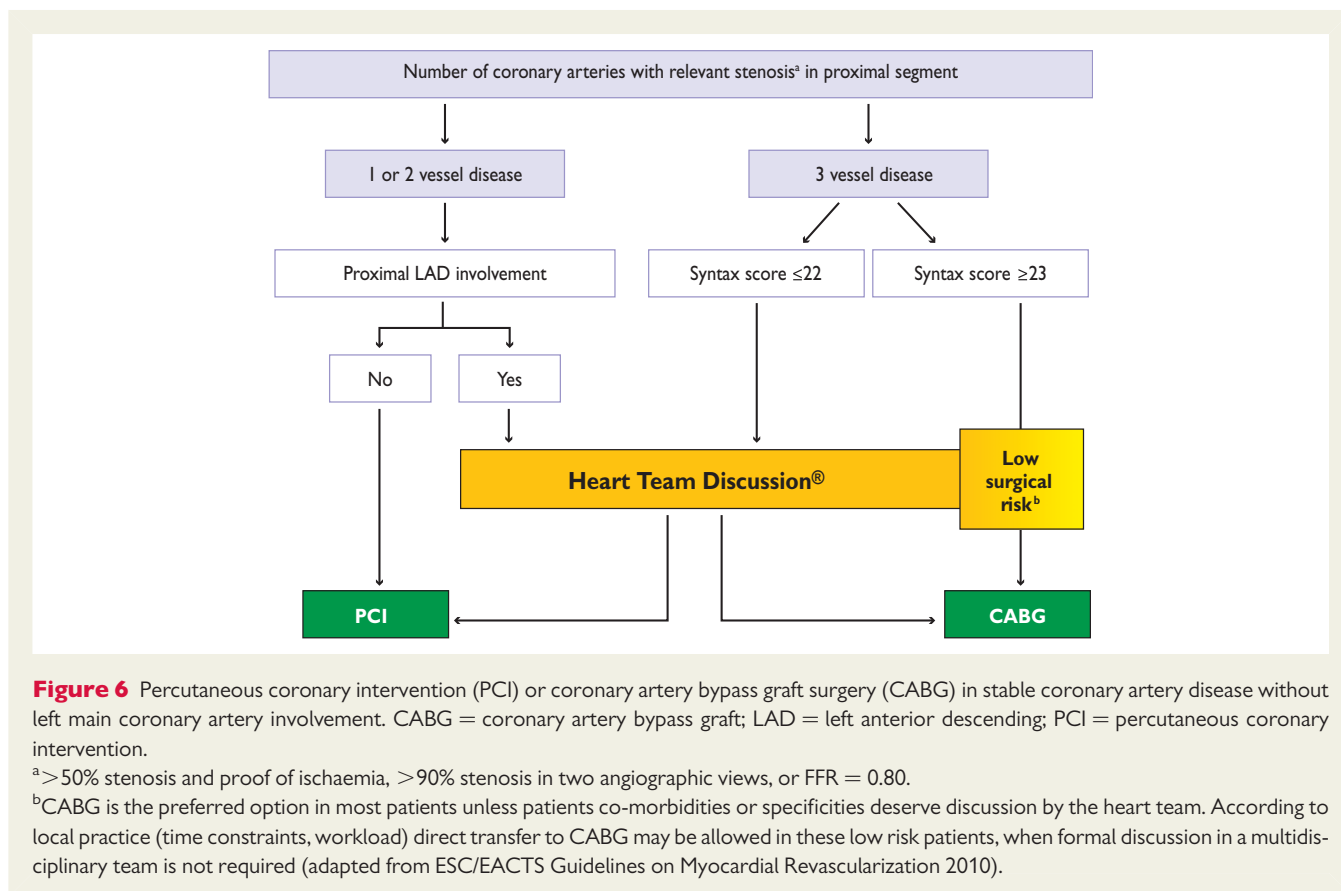 Number of coronary arteries with relevant stenosisᵃ in proximal segment
1 or 2 vessel disease
3 vessel disease
Proximal LAD involvement
Syntax score ≤22
Syntax score ≥23
No
Yes
Heart Team Discussion®
Low
surgical
riskᵇ
PCI
CABG
Figure 6 Percutaneous coronary intervention (PCI) or coronary artery bypass graft surgery (CABG) in stable coronary artery disease without
left main coronary artery involvement. CABG = coronary artery bypass graft; LAD = left anterior descending; PCI = percutaneous coronary
intervention.
ᵃ>50% stenosis and proof of ischaemia, >90% stenosis in two angiographic views, or FFR = 0.80.
ᵇCABG is the preferred option in most patients unless patients co-morbidities or specificities deserve discussion by the heart team. According to
local practice (time constraints, workload) direct transfer to CABG may be allowed in these low risk patients, when formal discussion in a multidis-
ciplinary team is not required (adapted from ESC/EACTS Guidelines on Myocardial Revascularization 2010).